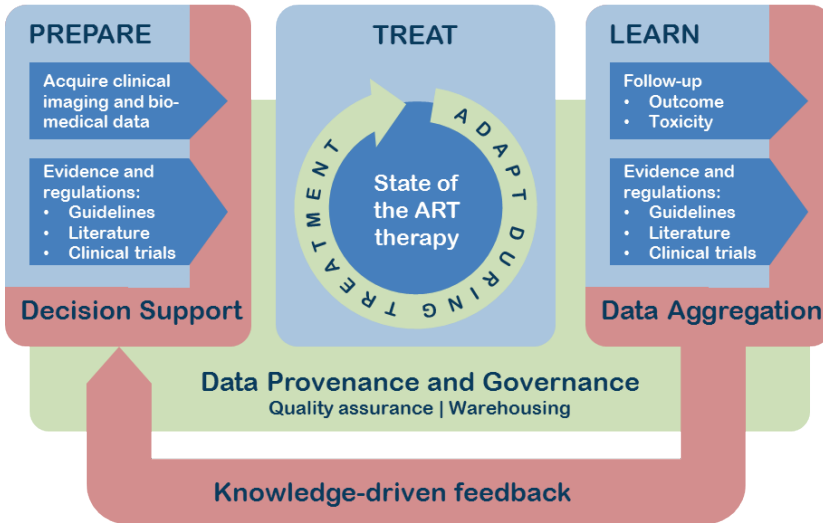 PREPARE
Acquire clinical
imaging and bio-
medical data
Evidence and
regulations:
• Guidelines
• Literature
• Clinical trials
Decision Support
TREAT
ADAPT DURING TREATMENT
State of
the ART
therapy
LEARN
Follow-up
• Outcome
• Toxicity
Evidence and
regulations:
• Guidelines
• Literature
• Clinical trials
Data Aggregation
Data Provenance and Governance
Quality assurance | Warehousing
Knowledge-driven feedback